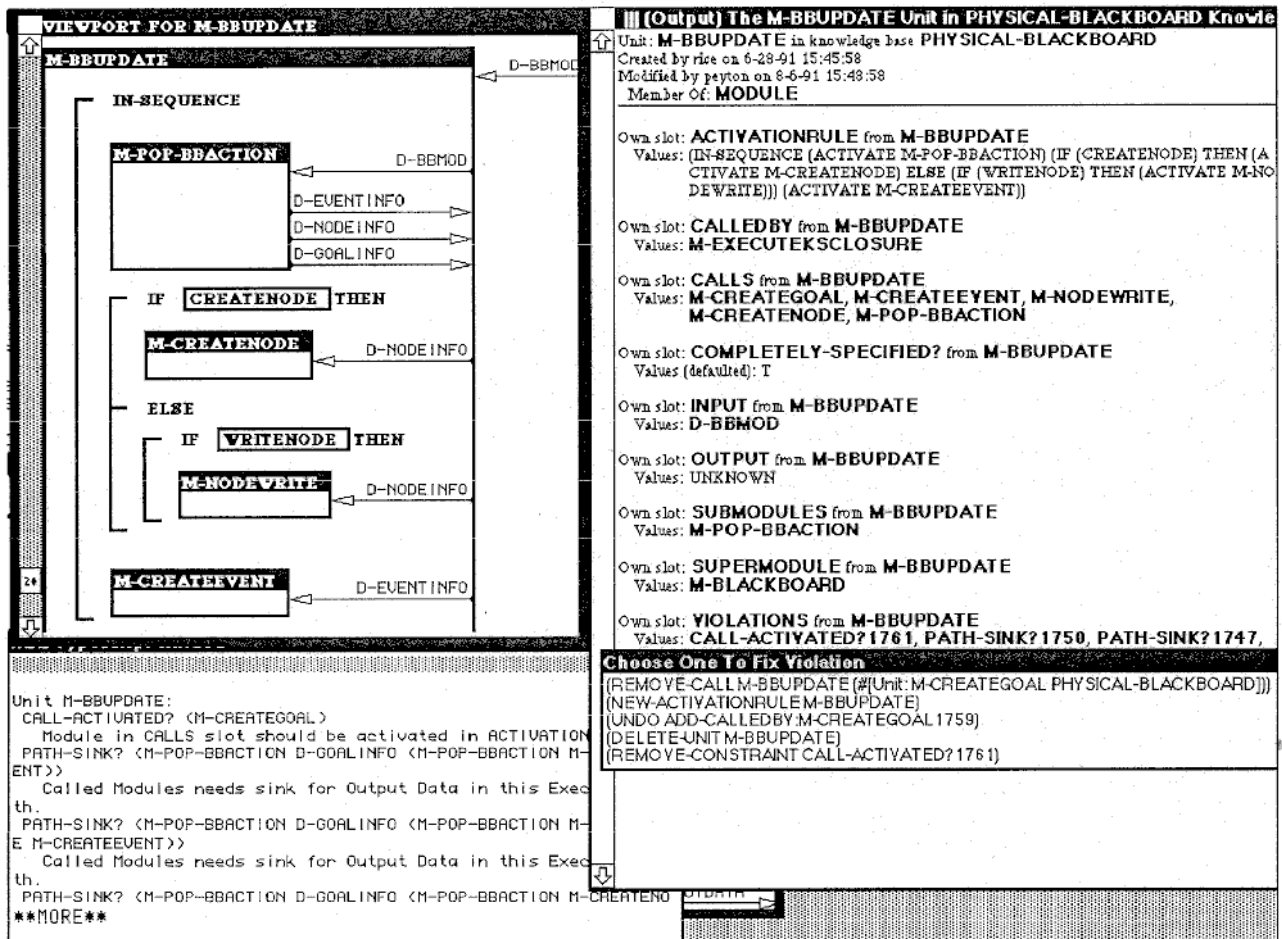 VIEWPORT FOR M-BBUPDATE
M-BBUPDATE
D-BBMOD
IN-SEQUENCE
M-POP-BBACTION
D-BBMOD
D-EVENTINFO
D-NODEINFO
D-GOALINFO
IF CREATENODE THEN
M-CREATENODE
D-NODEINFO
ELSE
IF WRITENODE THEN
M-NODEWRITE
D-NODEINFO
M-CREATEEVENT
D-EVENTINFO
(Output) The M-BBUPDATE Unit in PHYSICAL-BLACKBOARD Knowle
Unit: M-BBUPDATE in knowledge base PHYSICAL-BLACKBOARD
Created by rice on 6-28-91 15:45:58
Modified by peyton on 8-6-91 15:48:58
Member Of: MODULE
Own slot: ACTIVATIONRULE from M-BBUPDATE
Values: (IN-SEQUENCE (ACTIVATE M-POP-BBACTION) (IF (CREATENODE) THEN (A
CTIVATE M-CREATENODE) ELSE (IF (WRITENODE) THEN (ACTIVATE M-NO
DEWRITE))) (ACTIVATE M-CREATEEVENT))
Own slot: CALLEDBY from M-BBUPDATE
Values: M-EXECUTEKSCLOSURE
Own slot: CALLS from M-BBUPDATE
Values: M-CREATEGOAL, M-CREATEEVENT, M-NODEWRITE,
M-CREATENODE, M-POP-BBACTION
Own slot: COMPLETELY-SPECIFIED? from M-BBUPDATE
Values (defaulted): T
Own slot: INPUT from M-BBUPDATE
Values: D-BBMOD
Own slot: OUTPUT from M-BBUPDATE
Values: UNKNOWN
Own slot: SUBMODULES from M-BBUPDATE
Values: M-POP-BBACTION
Own slot: SUPERMODULE from M-BBUPDATE
Values: M-BLACKBOARD
Own slot: VIOLATIONS from M-BBUPDATE
Values: CALL-ACTIVATED?1761, PATH-SINK?1750, PATH-SINK?1747,
Choose One To Fix Violation
(REMOVE-CALL M-BBUPDATE (#[Unit: M-CREATEGOAL PHYSICAL-BLACKBOARD]))
(NEW-ACTIVATIONRULE M-BBUPDATE)
(UNDO ADD-CALLEDBY:M-CREATEGOAL1759)
(DELETE-UNIT M-BBUPDATE)
(REMOVE-CONSTRAINT CALL-ACTIVATED?1761)
Unit M-BBUPDATE:
CALL-ACTIVATED? (M-CREATEGOAL)
Module in CALLS slot should be activated in ACTIVATION
PATH-SINK? (M-POP-BBACTION D-GOALINFO (M-POP-BBACTION M-
ENT))
Called Modules needs sink for Output Data in this Exec
th.
PATH-SINK? (M-POP-BBACTION D-GOALINFO (M-POP-BBACTION M-
E M-CREATEEVENT))
Called Modules needs sink for Output Data in this Exec
th.
PATH-SINK? (M-POP-BBACTION D-GOALINFO (M-POP-BBACTION M-CREATENO
**MORE**